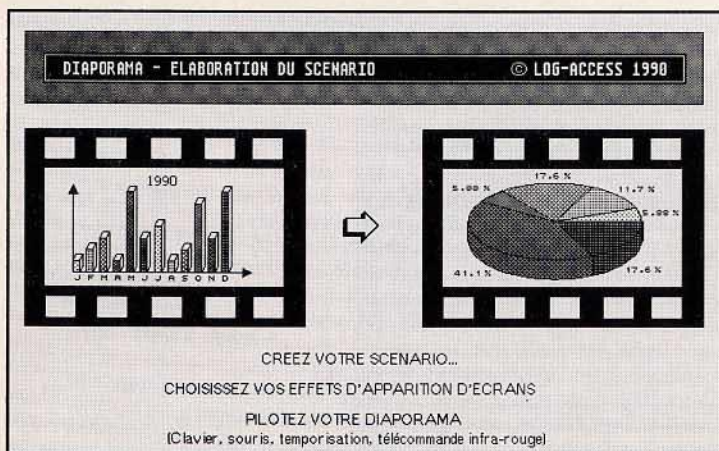 DIAPORAMA - ELABORATION DU SCENARIO © LOG-ACCESS 1990
1990
J F M A M J J A S O N D
17.6 %
5.88 %
11.7 %
5.88 %
41.1 %
17.6 %
CREEZ VOTRE SCENARIO...
CHOISISSEZ VOS EFFETS D'APPARITION D'ECRANS
PILOTEZ VOTRE DIAPORAMA
(Clavier, souris, temporisation, télécommande infra-rouge)